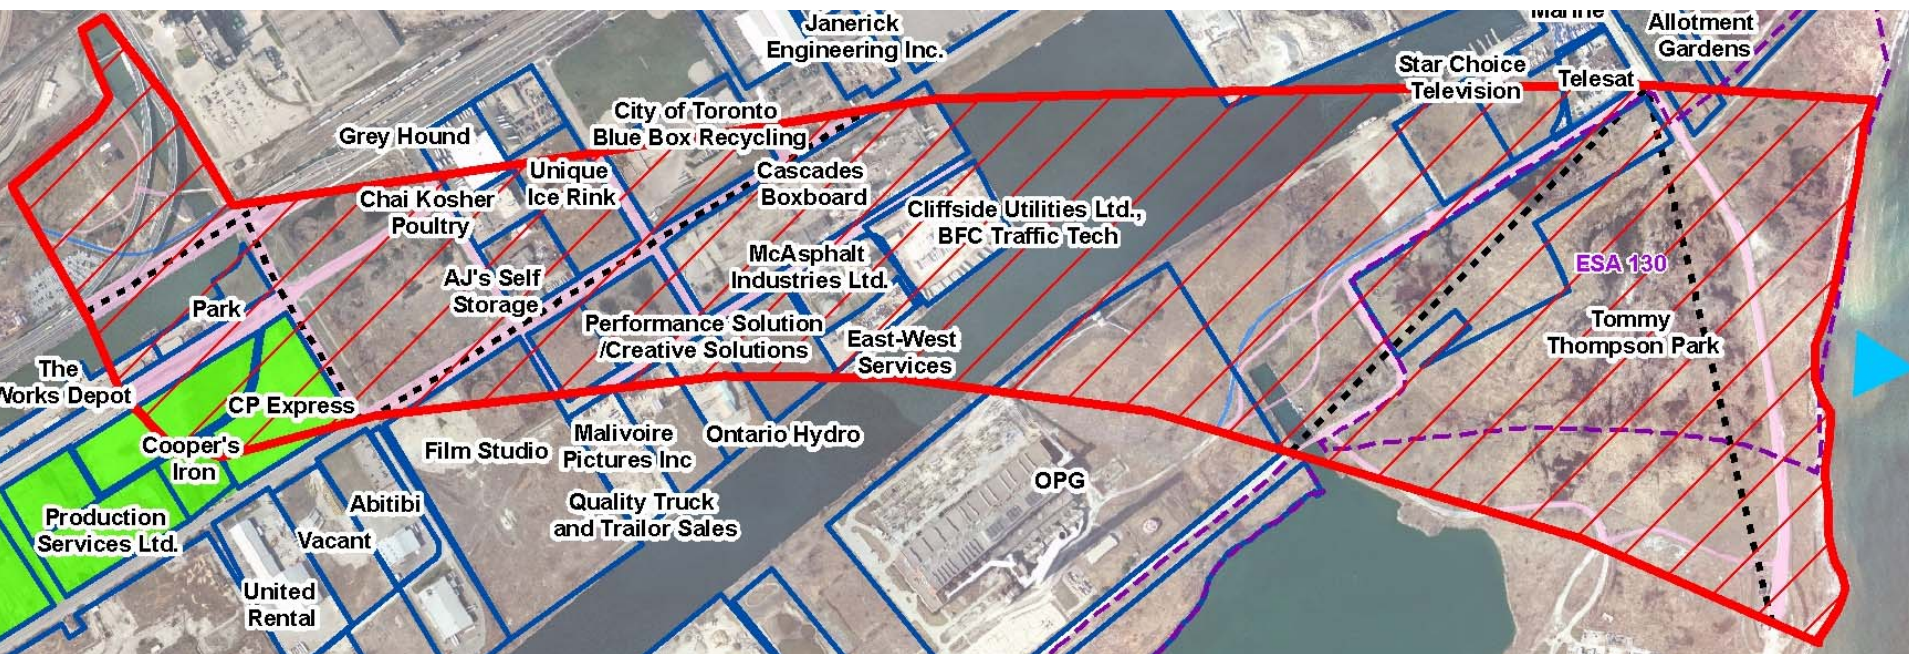 Janerick
Engineering Inc.
Marine
Allotment
Gardens
Star Choice
Television
Telesat
City of Toronto
Blue Box Recycling
Grey Hound
Unique
Ice Rink
Cascades
Boxboard
Chai Kosher
Poultry
Cliffside Utilities Ltd.,
BFC Traffic Tech
McAsphalt
Industries Ltd.
AJ's Self
Storage
ESA 130
Park
Performance Solution
/Creative Solutions
Tommy
Thompson Park
East-West
Services
The
Works Depot
CP Express
Cooper's
Iron
Film Studio
Malivoire
Pictures Inc
Ontario Hydro
OPG
Quality Truck
and Trailor Sales
Abitibi
Production
Services Ltd.
Vacant
United
Rental